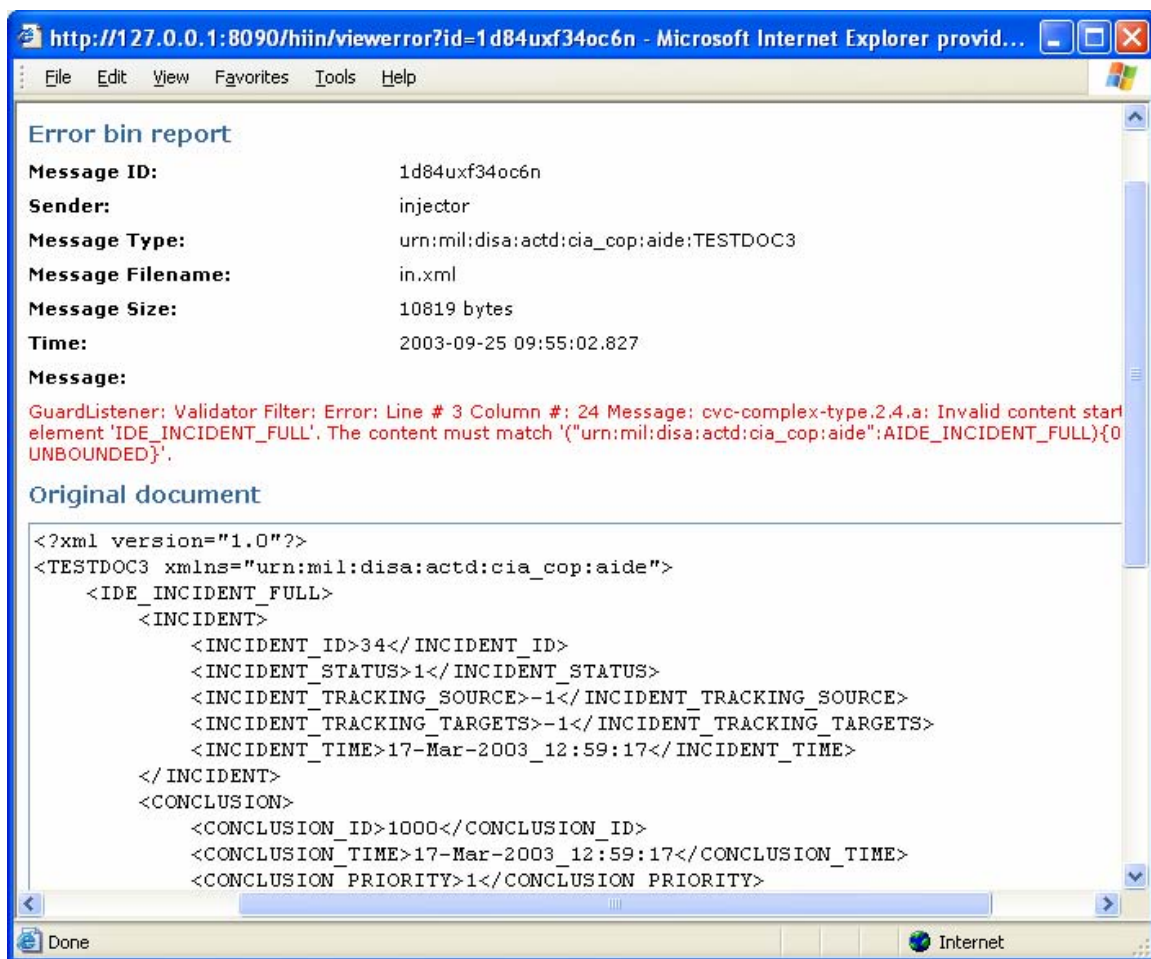 http://127.0.0.1:8090/hiin/viewerror?id=1d84uxf34oc6n - Microsoft Internet Explorer provid...
File Edit View Favorites Tools Help
Error bin report
Message ID: 1d84uxf34oc6n
Sender: injector
Message Type: urn:mil:disa:actd:cia_cop:aide:TESTDOC3
Message Filename: in.xml
Message Size: 10819 bytes
Time: 2003-09-25 09:55:02.827
Message:
GuardListener: Validator Filter: Error: Line # 3 Column #: 24 Message: cvc-complex-type.2.4.a: Invalid content start
element 'IDE_INCIDENT_FULL'. The content must match '("urn:mil:disa:actd:cia_cop:aide":AIDE_INCIDENT_FULL){0
UNBOUNDED}'.
Original document
<?xml version="1.0"?>
<TESTDOC3 xmlns="urn:mil:disa:actd:cia_cop:aide">
<IDE_INCIDENT_FULL>
<INCIDENT>
<INCIDENT_ID>34</INCIDENT_ID>
<INCIDENT_STATUS>1</INCIDENT_STATUS>
<INCIDENT_TRACKING_SOURCE>-1</INCIDENT_TRACKING_SOURCE>
<INCIDENT_TRACKING_TARGETS>-1</INCIDENT_TRACKING_TARGETS>
<INCIDENT_TIME>17-Mar-2003_12:59:17</INCIDENT_TIME>
</INCIDENT>
<CONCLUSION>
<CONCLUSION_ID>1000</CONCLUSION_ID>
<CONCLUSION_TIME>17-Mar-2003_12:59:17</CONCLUSION_TIME>
<CONCLUSION_PRIORITY>1</CONCLUSION_PRIORITY>
Done Internet